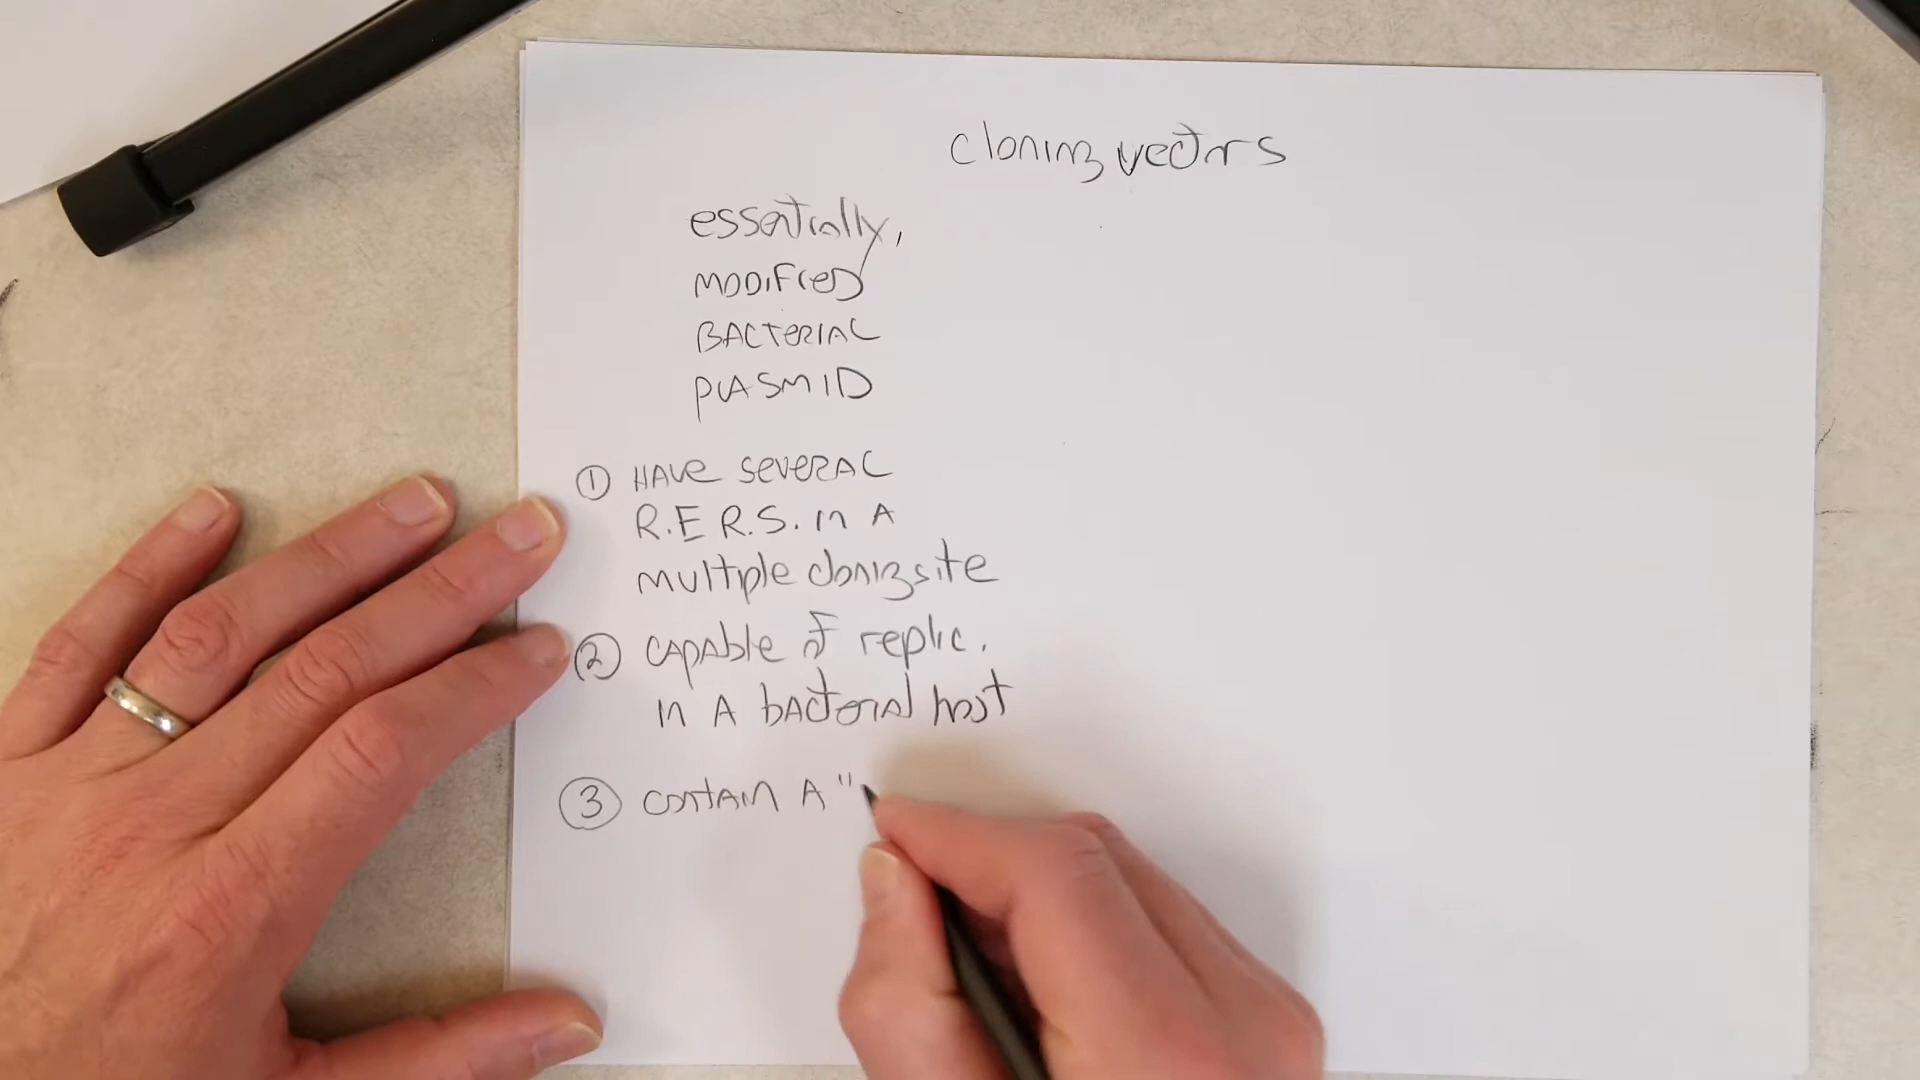 cloning vectors
essentially,
MODIFIED
BACTERIAL
PLASMID
① HAVE SEVERAL
R.E R.S. in A
multiple cloning site
② capable of replic.
in A bacterial host
③ contain A "